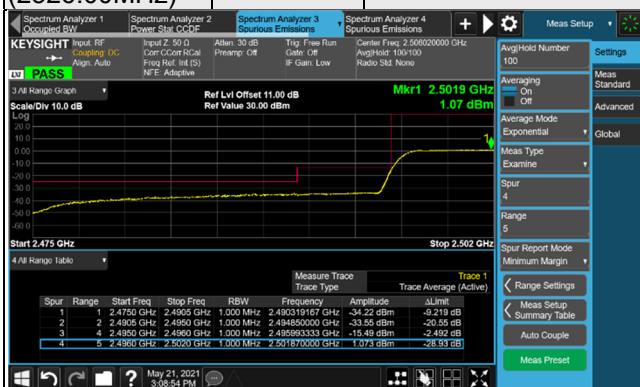 (2620.00MHz)
Spectrum Analyzer 1
Occupied BW
Spectrum Analyzer 2
Power Stat CCDF
Spectrum Analyzer 3
Spurious Emissions
Spectrum Analyzer 4
Spurious Emissions
Meas Setup
KEYSIGHT
Input: RF
Coupling: DC
Align: Auto
Input Z: 50 Ω
Corr CCorr RCal
Freq Ref: Int (S)
NFE: Adaptive
Atten: 30 dB
Preamp: Off
Trig: Free Run
Gate: Off
IF Gain: Low
Center Freq: 2.506020000 GHz
Avg|Hold: 100/100
Radio Std: None
LXI PASS
3 All Range Graph
Scale/Div 10.0 dB
Ref Lvl Offset 11.00 dB
Ref Value 30.00 dBm
Mkr1 2.5019 GHz
1.07 dBm
Log
20.0
10.0
0.00
-10.0
-20.0
-30.0
-40.0
-50.0
-60.0
1
Start 2.475 GHz
Stop 2.502 GHz
4 All Range Table
Measure Trace Trace 1
Trace Type Trace Average (Active)
Spur Range Start Freq Stop Freq RBW Frequency Amplitude ΔLimit
1 1 2.4750 GHz 2.4905 GHz 1.000 MHz 2.490319167 GHz -34.22 dBm -9.219 dB
2 2 2.4905 GHz 2.4950 GHz 1.000 MHz 2.494850000 GHz -33.55 dBm -20.55 dB
3 4 2.4950 GHz 2.4960 GHz 1.000 MHz 2.495993333 GHz -15.49 dBm -2.492 dB
4 5 2.4960 GHz 2.5020 GHz 1.000 MHz 2.501870000 GHz 1.073 dBm -28.93 dB
May 21, 2021
3:08:54 PM
Avg|Hold Number
100
Averaging
On
Off
Average Mode
Exponential
Meas Type
Examine
Spur
4
Range
5
Spur Report Mode
Minimum Margin
Range Settings
Meas Setup
Summary Table
Auto Couple
Meas Preset
Settings
Meas
Standard
Advanced
Global